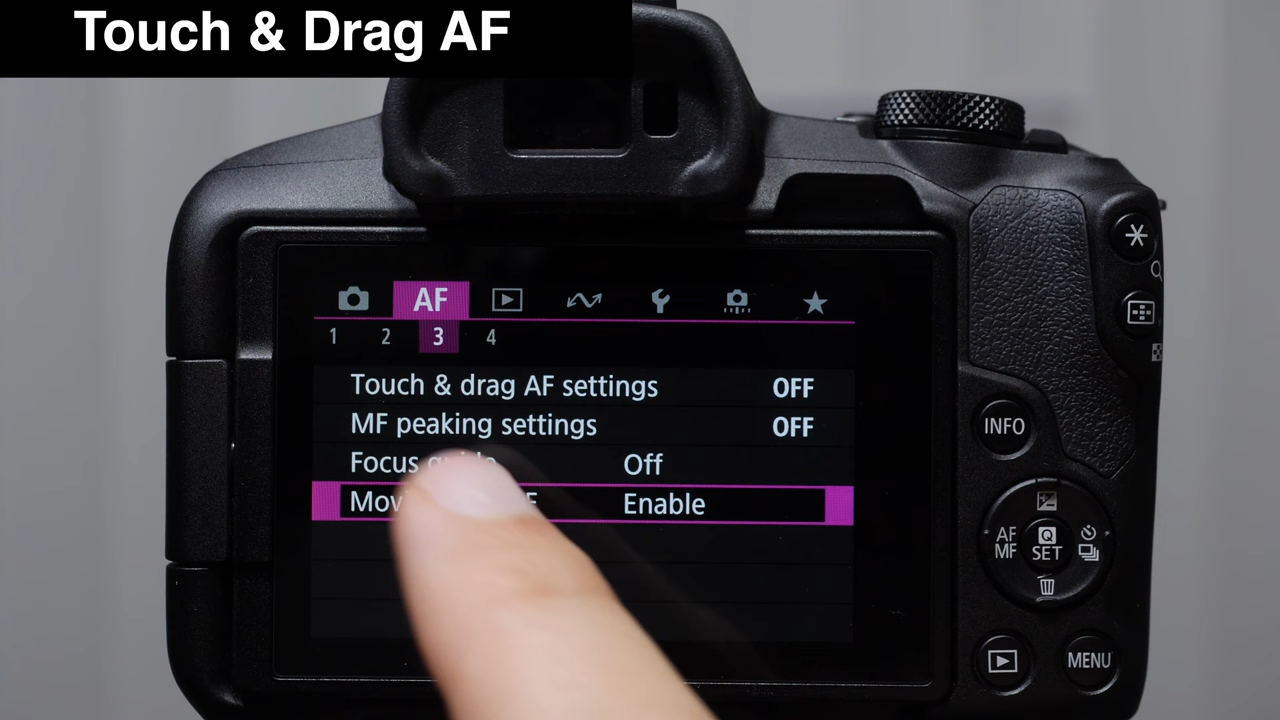 Touch & Drag AF
AF
1 2 3 4
Touch & drag AF settings OFF
MF peaking settings OFF
Focus Off
Enable
INFO
AF
MF
Q
SET
MENU